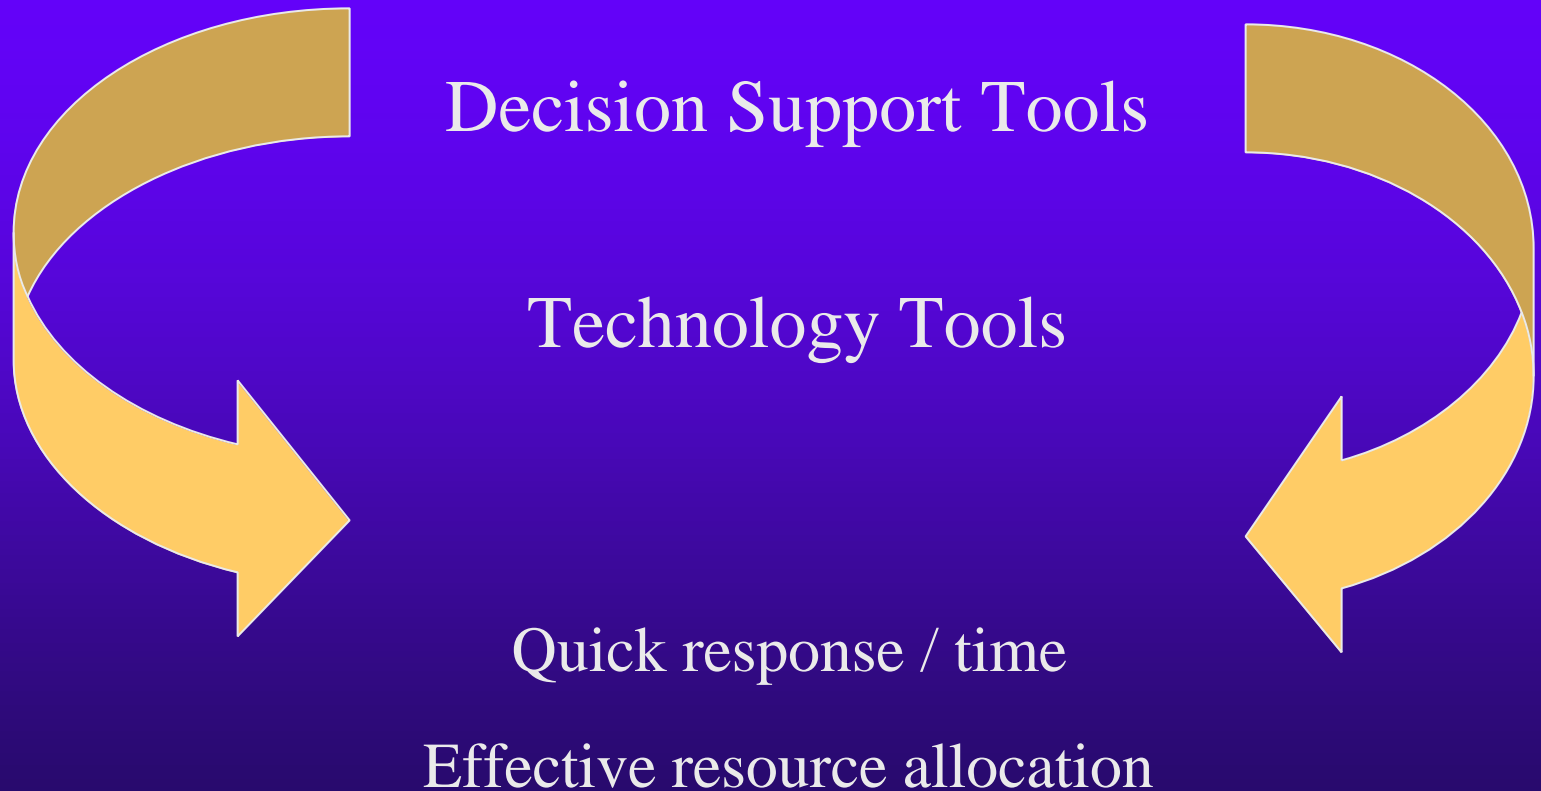 Decision Support Tools
Technology Tools
Quick response / time
Effective resource allocation